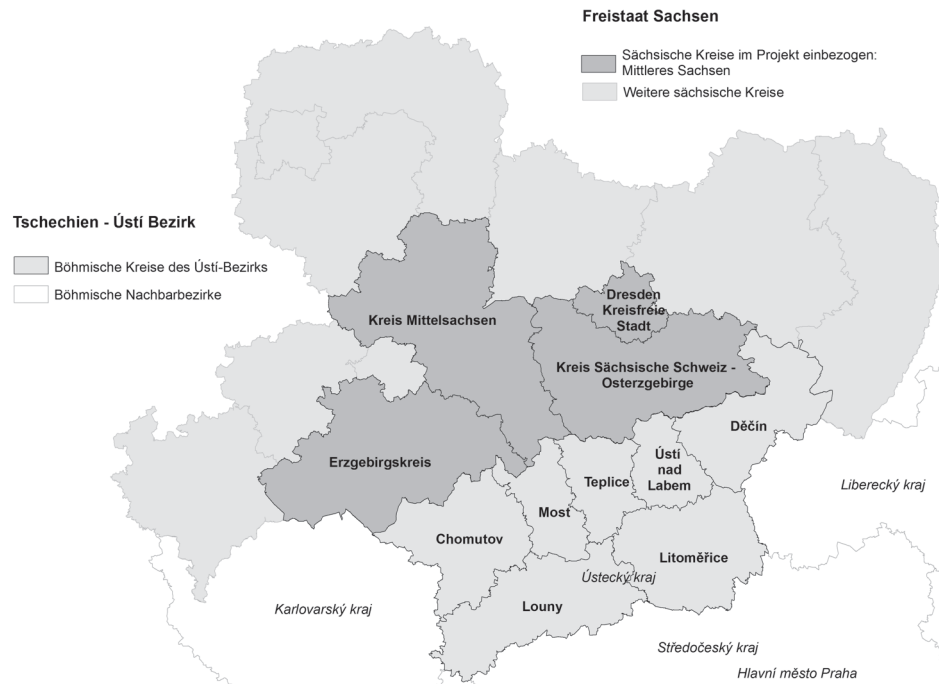 Freistaat Sachsen
Sächsische Kreise im Projekt einbezogen:
Mittleres Sachsen
Weitere sächsische Kreise
Tschechien - Ústí Bezirk
Böhmische Kreise des Ústí-Bezirks
Böhmische Nachbarbezirke
Dresden
Kreisfreie
Stadt
Kreis Mittelsachsen
Kreis Sächsische Schweiz -
Osterzgebirge
Erzgebirgskreis
Děčín
Ústí
nad
Labem
Teplice
Most
Chomutov
Litoměřice
Louny
Ústecký kraj
Liberecký kraj
Karlovarský kraj
Středočeský kraj
Hlavní město Praha